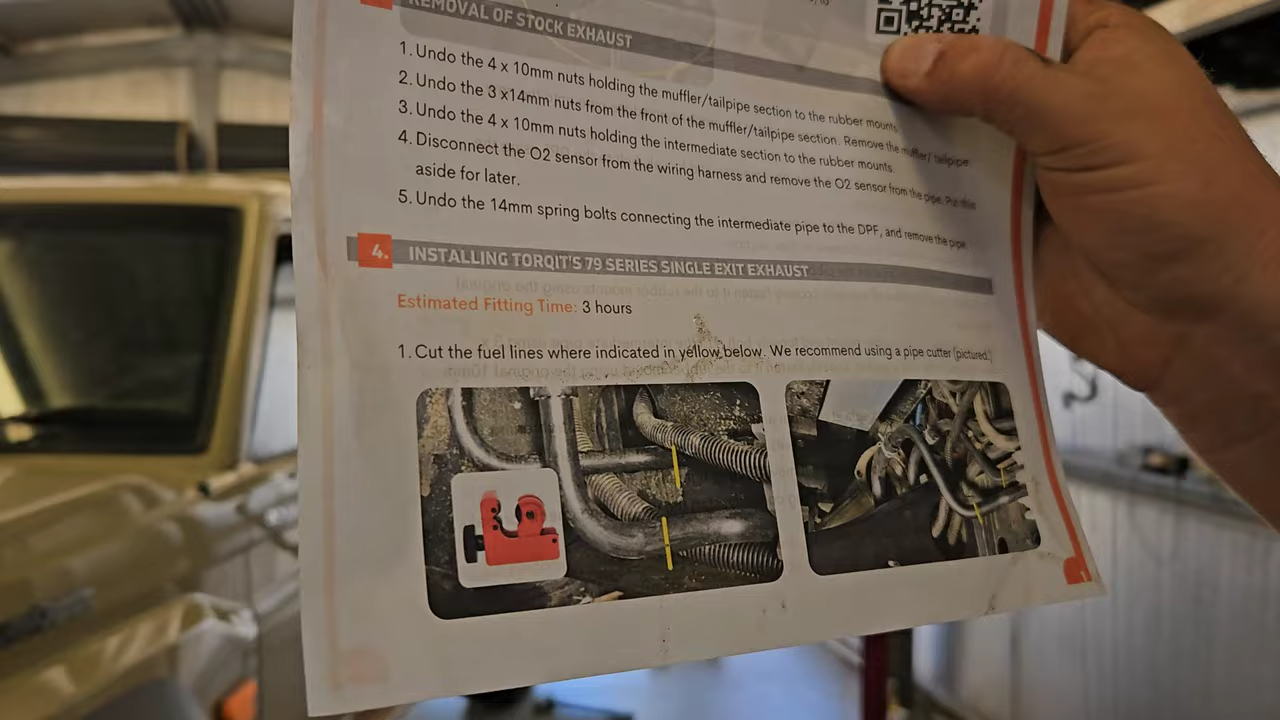 REMOVAL OF STOCK EXHAUST
1. Undo the 4 x 10mm nuts holding the muffler/tailpipe section to the rubber mounts.
2. Undo the 3 x14mm nuts from the front of the muffler/tailpipe section. Remove the muffler/ tailpipe
3. Undo the 4 x 10mm nuts holding the intermediate section to the rubber mounts.
4. Disconnect the O2 sensor from the wiring harness and remove the O2 sensor from the pipe. Put this
aside for later.
5. Undo the 14mm spring bolts connecting the intermediate pipe to the DPF, and remove the pipe.
4. INSTALLING TORQIT'S 79 SERIES SINGLE EXIT EXHAUST
Estimated Fitting Time: 3 hours
1. Cut the fuel lines where indicated in yellow below. We recommend using a pipe cutter (pictured.)